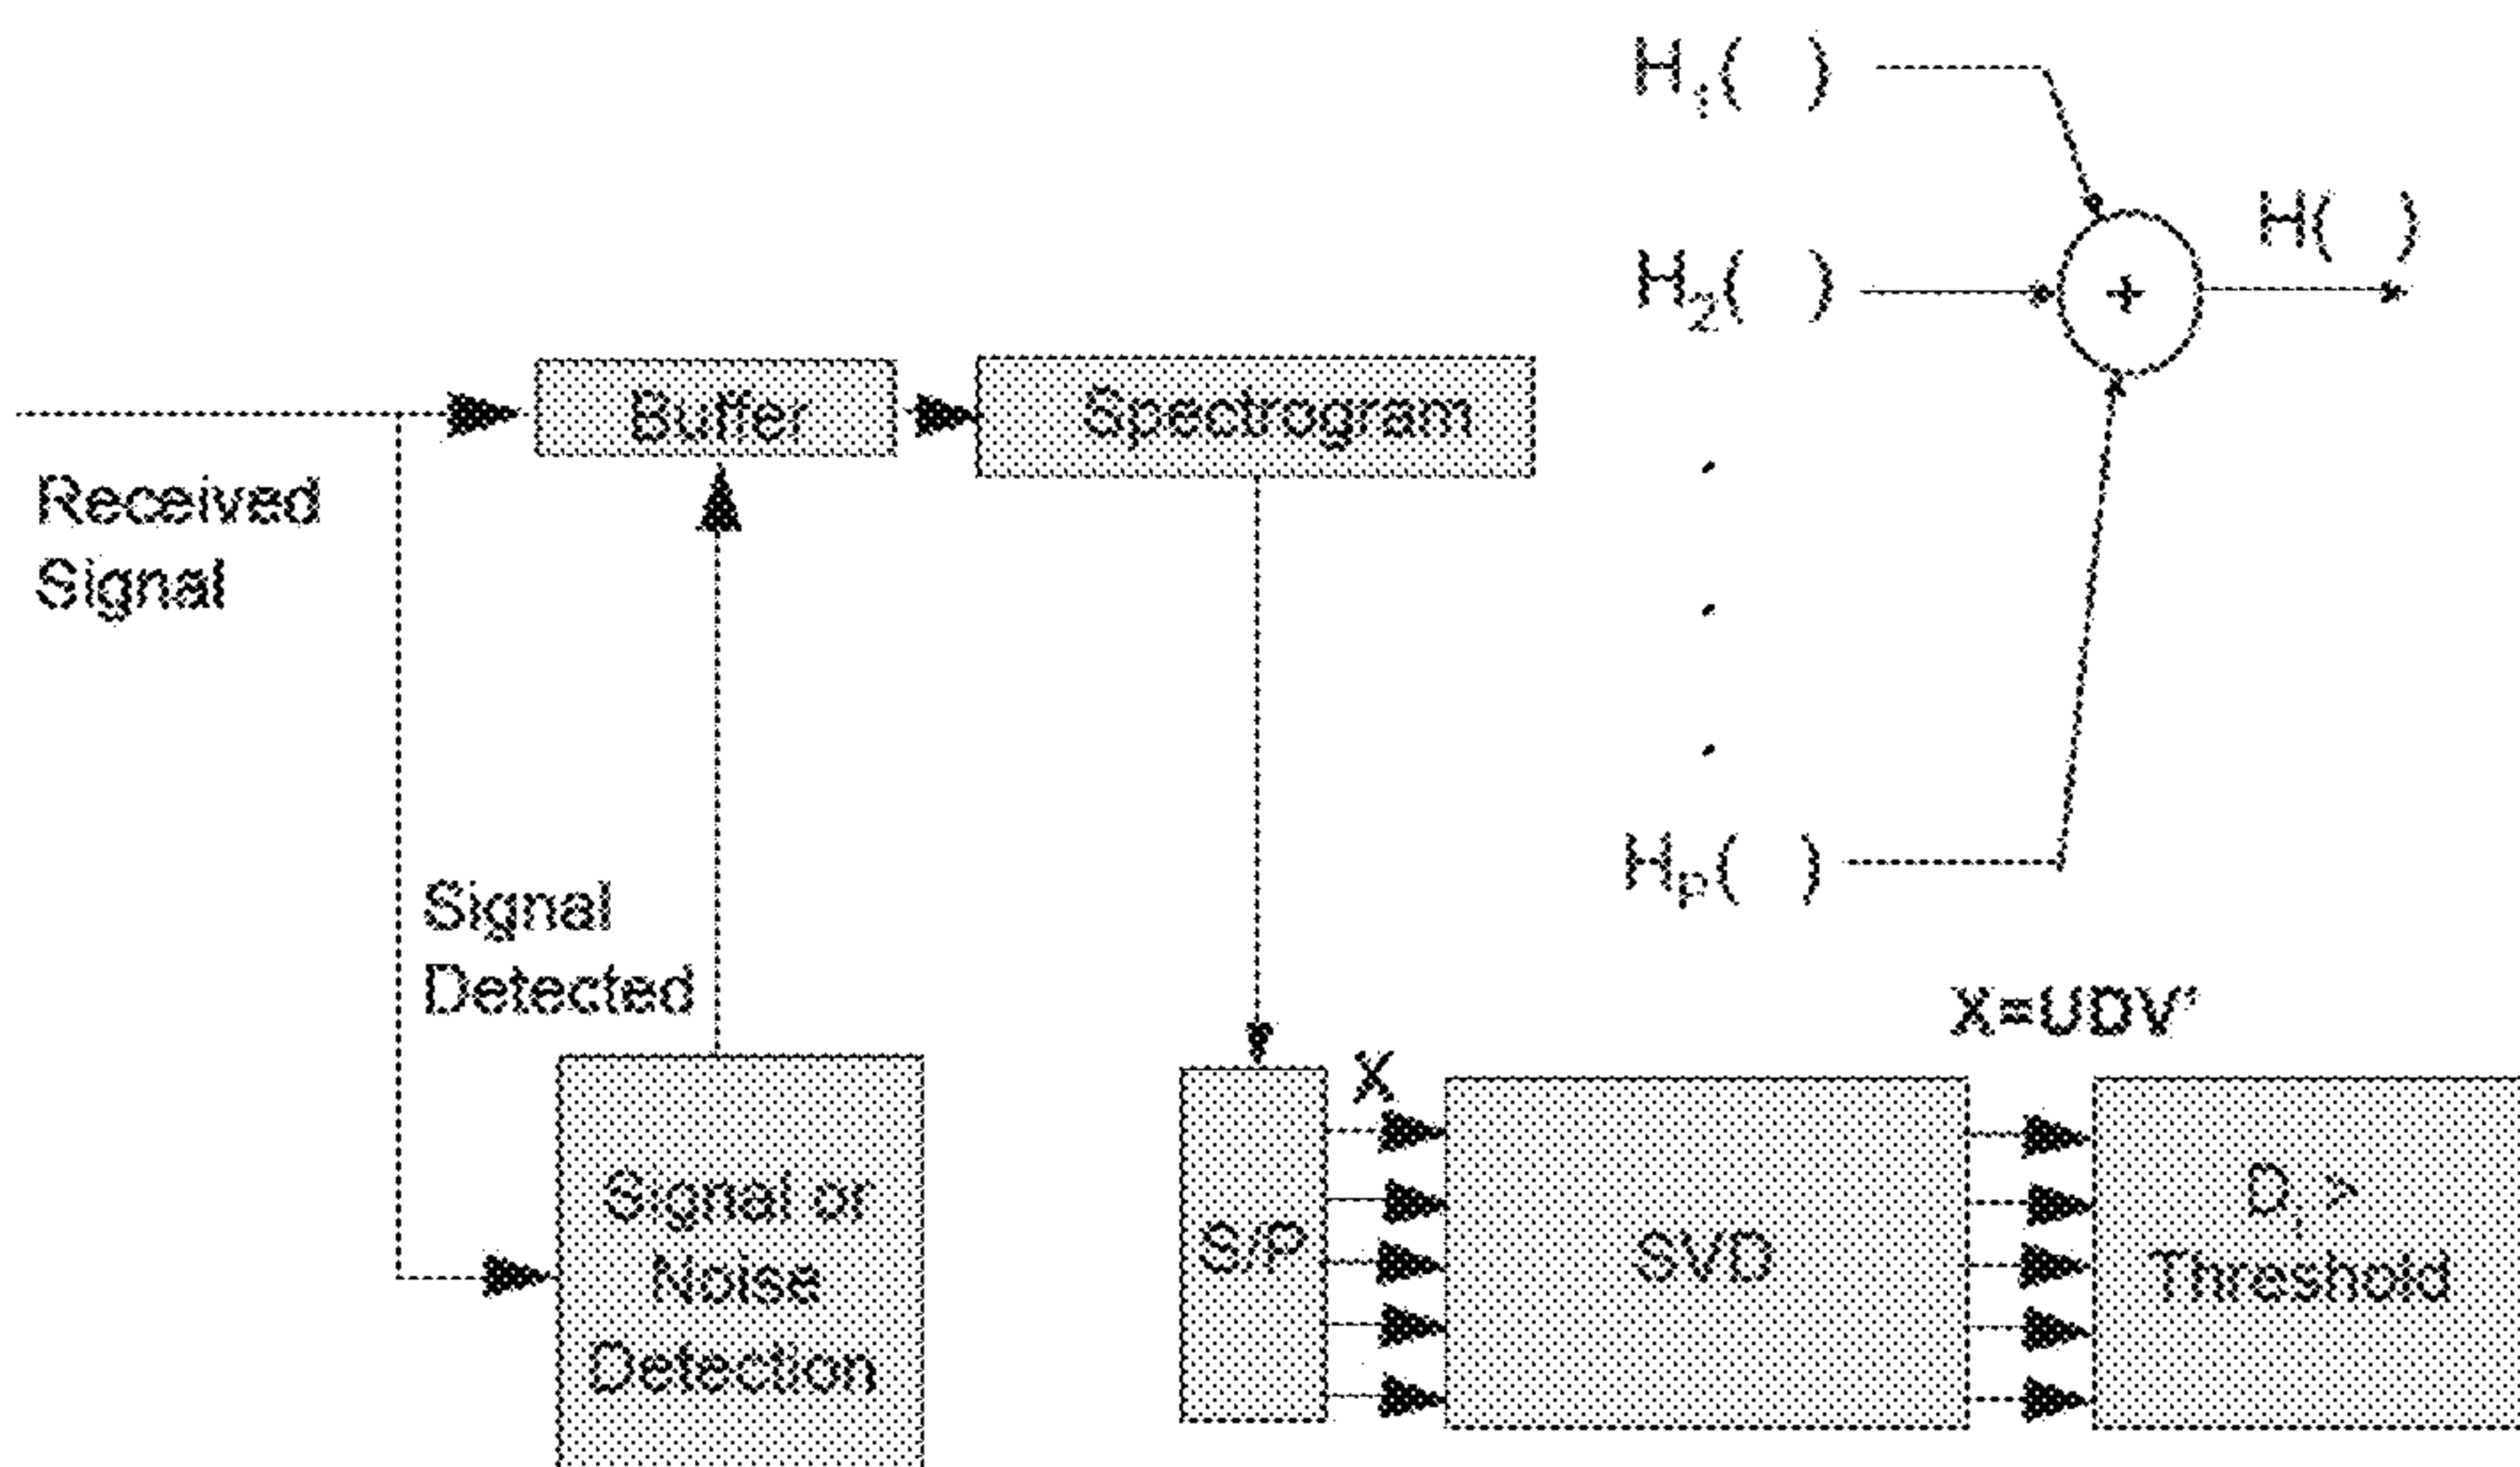 H₁( )
H₂( )
H( )
Buffer
Spectrogram
Received
Signal
Hₚ( )
Signal
Detected
X=UDV'
X
Signal or
Noise
Detection
S/P
SVD
Dᵢ >
Threshold
+